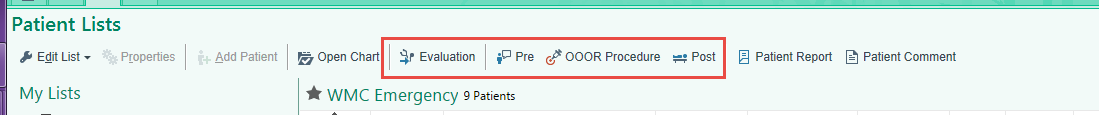 Patient Lists
Edit List Properties Add Patient Open Chart Evaluation Pre OOOR Procedure Post Patient Report Patient Comment
My Lists
WMC Emergency 9 Patients